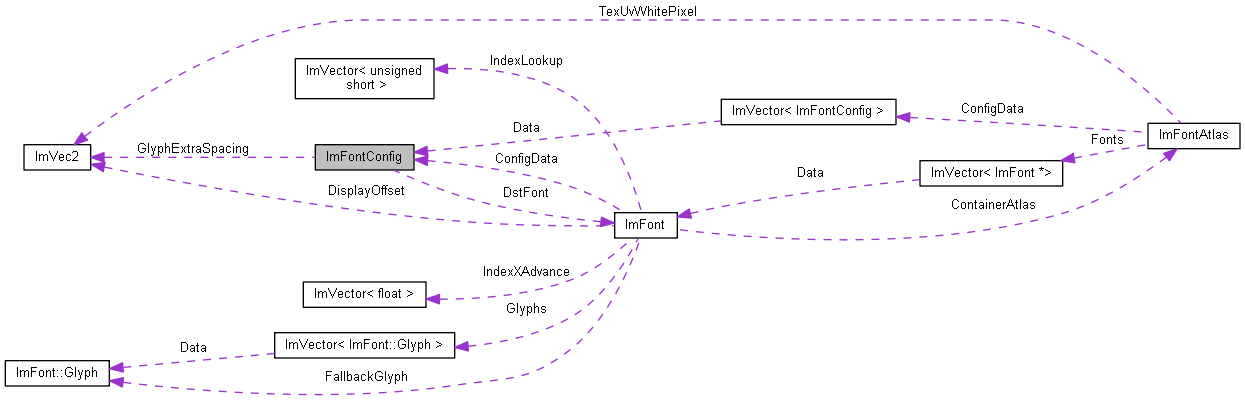 TexUvWhitePixel
IndexLookup
ImVector< unsigned
short >
ImVector< ImFontConfig >
ConfigData
Data
ImFontAtlas
Fonts
GlyphExtraSpacing
ImVec2
ImFontConfig
ConfigData
ImVector< ImFont *>
Data
DisplayOffset
DstFont
ContainerAtlas
ImFont
IndexXAdvance
ImVector< float >
Glyphs
ImVector< ImFont::Glyph >
Data
ImFont::Glyph
FallbackGlyph